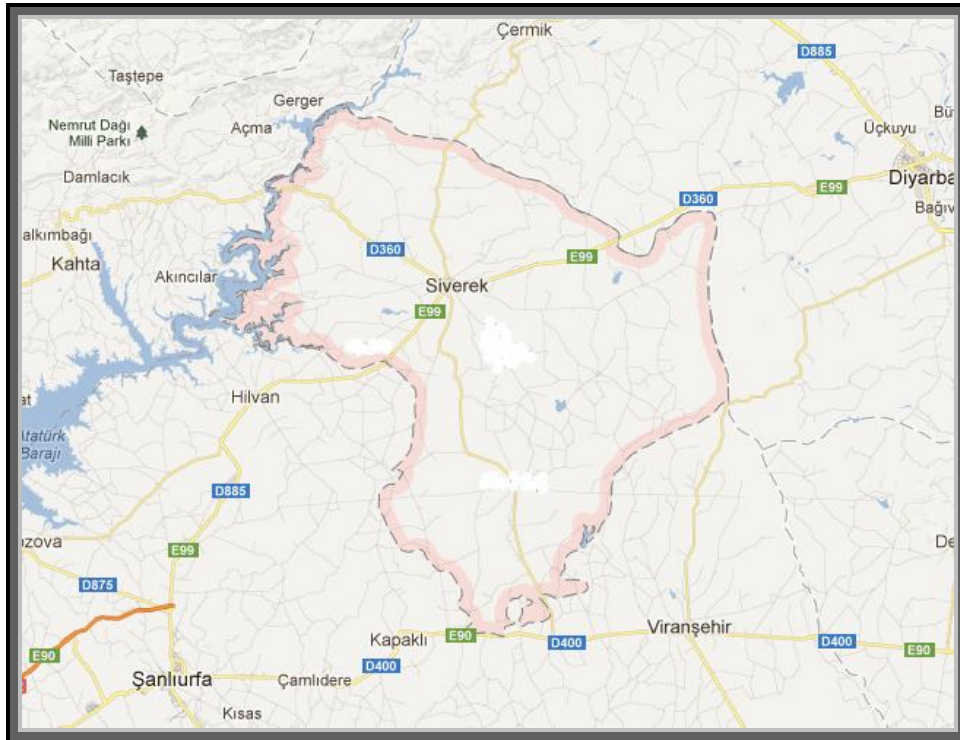 Çermik
D885
Taştepe
Gerger
Nemrut Dağı
Milli Parkı
Açma
Üçkuyu
Damlacık
Diyarba
E99
D360
Bağıv
alkımbağı
Kahta
D360
E99
Akıncılar
Siverek
E99
Hilvan
Atatürk
Barajı
D885
ozova
E99
De
D875
Viranşehir
Kapaklı
E90
D400
D400
E90
E90
D400
Şanlıurfa
Çamlıdere
Kısas